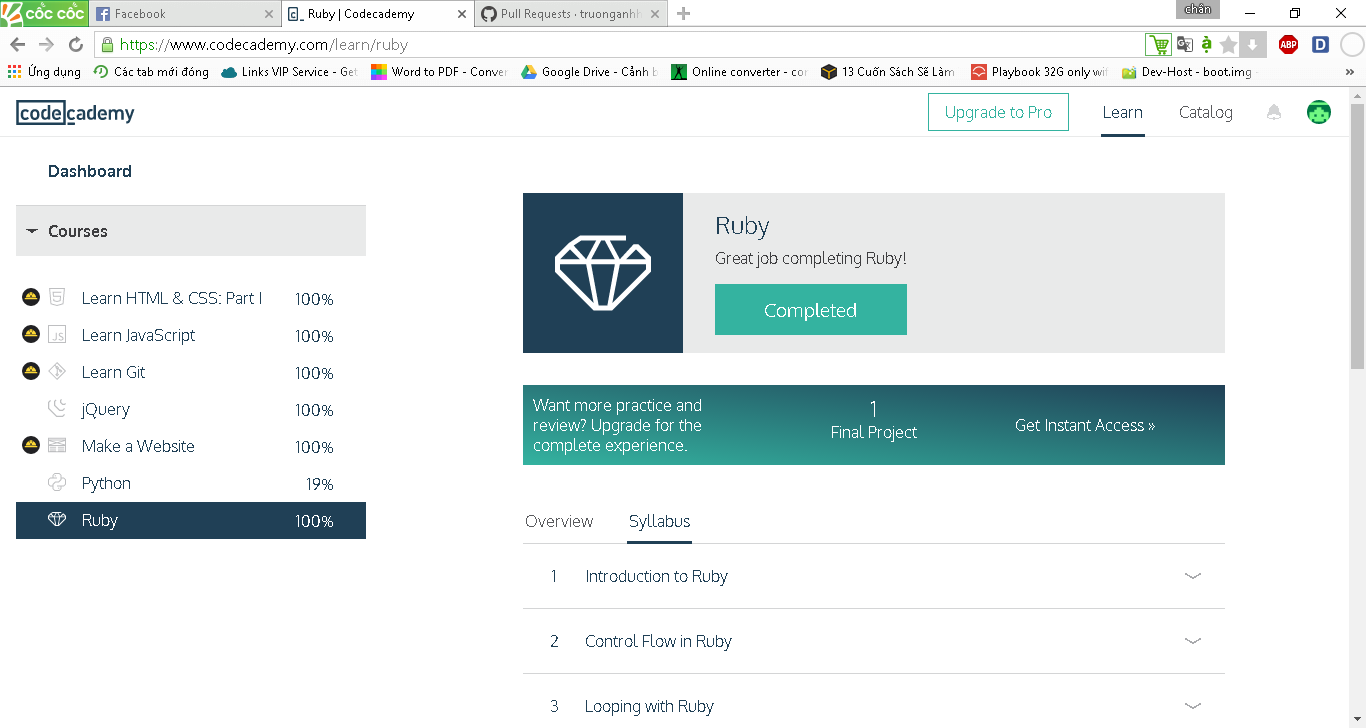 cốc cốc
Facebook
Ruby | Codecademy
Pull Requests · truonganhh
chán
https://www.codecademy.com/learn/ruby
ABP
D
Ứng dụng
Các tab mới đóng
Links VIP Service - Get
Word to PDF - Conver
Google Drive - Cảnh b
Online converter - con
13 Cuốn Sách Sẽ Làm
Playbook 32G only wifi
Dev-Host - boot.img -
»
codecademy
Upgrade to Pro
Learn
Catalog
Dashboard
Courses
Learn HTML & CSS: Part I 100%
Learn JavaScript 100%
Learn Git 100%
jQuery 100%
Make a Website 100%
Python 19%
Ruby 100%
Ruby
Great job completing Ruby!
Completed
Want more practice and
review? Upgrade for the
complete experience.
1
Final Project
Get Instant Access »
Overview
Syllabus
1 Introduction to Ruby
2 Control Flow in Ruby
3 Looping with Ruby